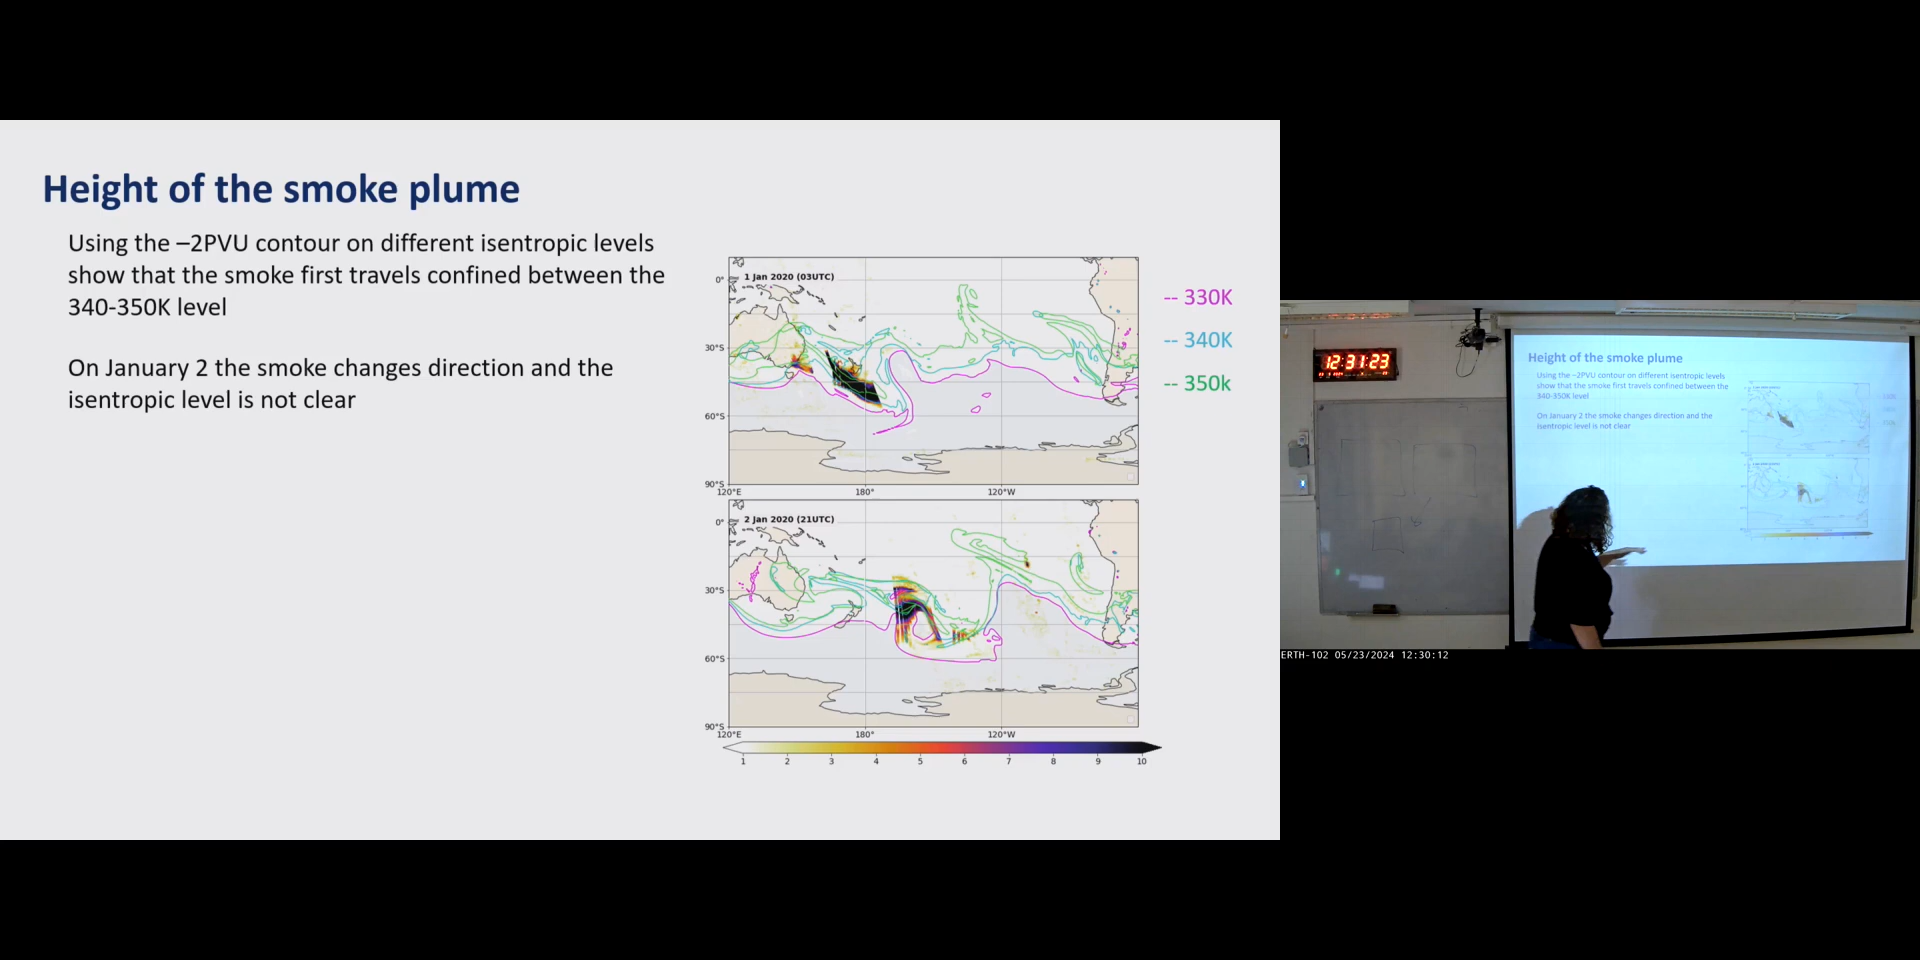 Height of the smoke plume
Using the –2PVU contour on different isentropic levels
show that the smoke first travels confined between the
340-350K level
On January 2 the smoke changes direction and the
isentropic level is not clear
1 Jan 2020 (03UTC)
0°
30°S
60°S
90°S
120°E 180° 120°W
-- 330K
-- 340K
-- 350k
2 Jan 2020 (21UTC)
0°
30°S
60°S
90°S
120°E 180° 120°W
1 2 3 4 5 6 7 8 9 10
12:31:23
Height of the smoke plume
Using the –2PVU contour on different isentropic levels
show that the smoke first travels confined between the
340-350K level
On January 2 the smoke changes direction and the
isentropic level is not clear
ERTH-102 05/23/2024 12:30:12